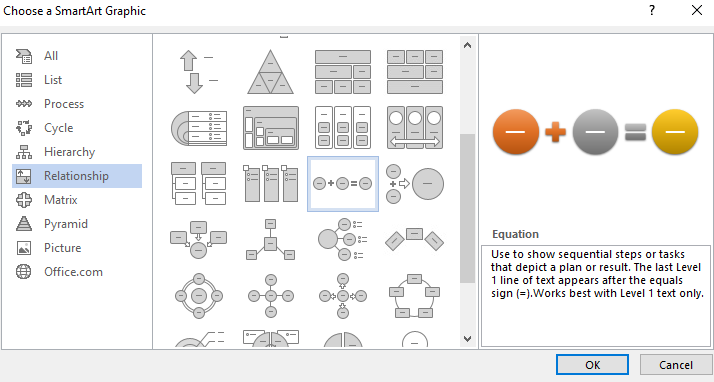 Choose a SmartArt Graphic
?
All
List
Process
Cycle
Hierarchy
Relationship
Matrix
Pyramid
Picture
Office.com
Equation
Use to show sequential steps or tasks
that depict a plan or result. The last Level
1 line of text appears after the equals
sign (=).Works best with Level 1 text only.
OK
Cancel